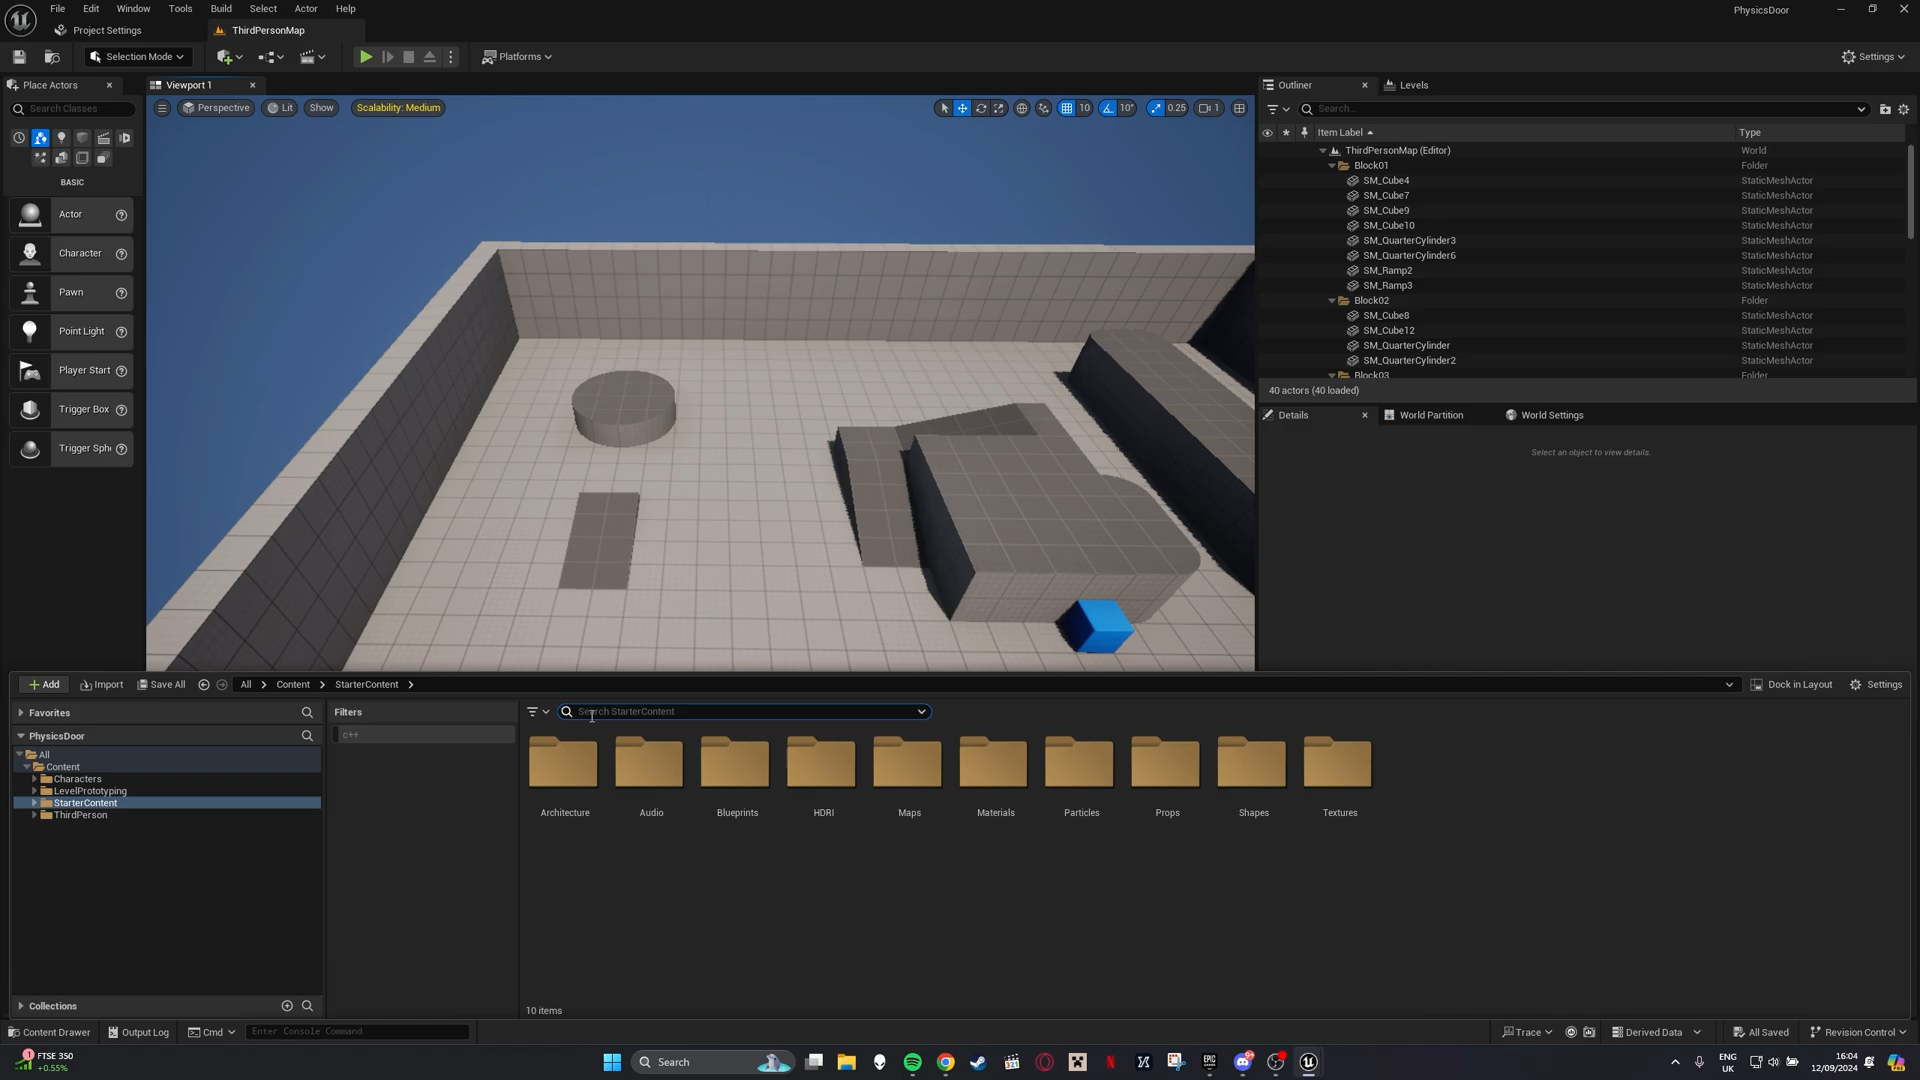 File Edit Window Tools Build Select Actor Help
PhysicsDoor
Project Settings
ThirdPersonMap
Selection Mode
Platforms
Settings
Place Actors
Viewport 1
Outliner
Levels
Search Classes
Perspective
Lit
Show
Scalability: Medium
10
10°
0.25
1
Search...
Item Label
Type
ThirdPersonMap (Editor) World
Block01 Folder
SM_Cube4 StaticMeshActor
SM_Cube7 StaticMeshActor
SM_Cube9 StaticMeshActor
SM_Cube10 StaticMeshActor
SM_QuarterCylinder3 StaticMeshActor
SM_QuarterCylinder6 StaticMeshActor
SM_Ramp2 StaticMeshActor
SM_Ramp3 StaticMeshActor
Block02 Folder
SM_Cube8 StaticMeshActor
SM_Cube12 StaticMeshActor
SM_QuarterCylinder StaticMeshActor
SM_QuarterCylinder2 StaticMeshActor
Block03 Folder
40 actors (40 loaded)
BASIC
Actor
Character
Pawn
Point Light
Player Start
Trigger Box
Trigger Sph
Details
World Partition
World Settings
Select an object to view details.
Add
Import
Save All
All
Content
StarterContent
Dock in Layout
Settings
Favorites
PhysicsDoor
All
Content
Characters
LevelPrototyping
StarterContent
ThirdPerson
Collections
Filters
c++
Search StarterContent
Architecture
Audio
Blueprints
HDRI
Maps
Materials
Particles
Props
Shapes
Textures
10 items
Content Drawer
Output Log
Cmd
Enter Console Command
Trace
Derived Data
All Saved
Revision Control
1
FTSE 350
+0.55%
Search
ENG
UK
16:04
12/09/2024